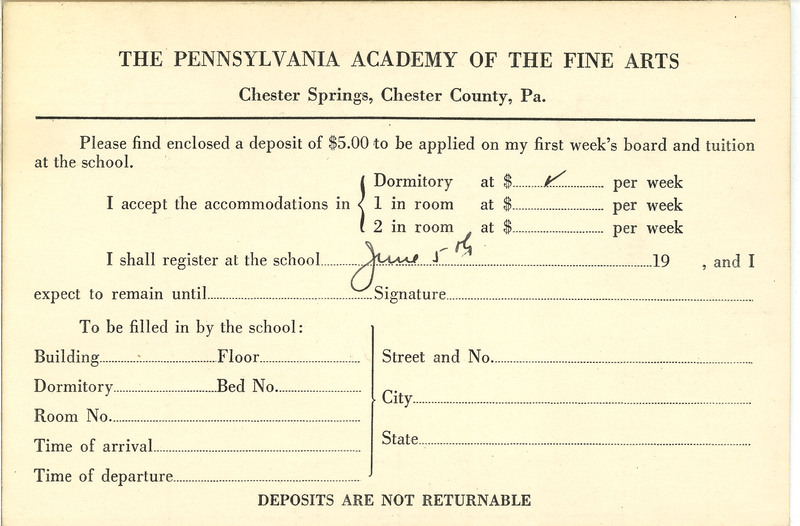 THE PENNSYLVANIA ACADEMY OF THE FINE ARTS
Chester Springs, Chester County, Pa.
Please find enclosed a deposit of $5.00 to be applied on my first week's board and tuition
at the school.
I accept the accommodations in { Dormitory at $......✓...... per week
1 in room at $............ per week
2 in room at $............ per week
I shall register at the school......June 5th......19 , and I
expect to remain until............Signature............
To be filled in by the school:
Building............Floor............
Dormitory............Bed No.............
Room No.............
Time of arrival............
Time of departure............
Street and No.............
City............
State............
DEPOSITS ARE NOT RETURNABLE